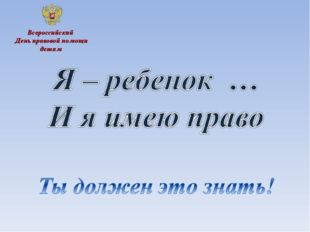 Всероссийский
День правовой помощи
детям
Я – ребенок …
И я имею право
Ты должен это знать!